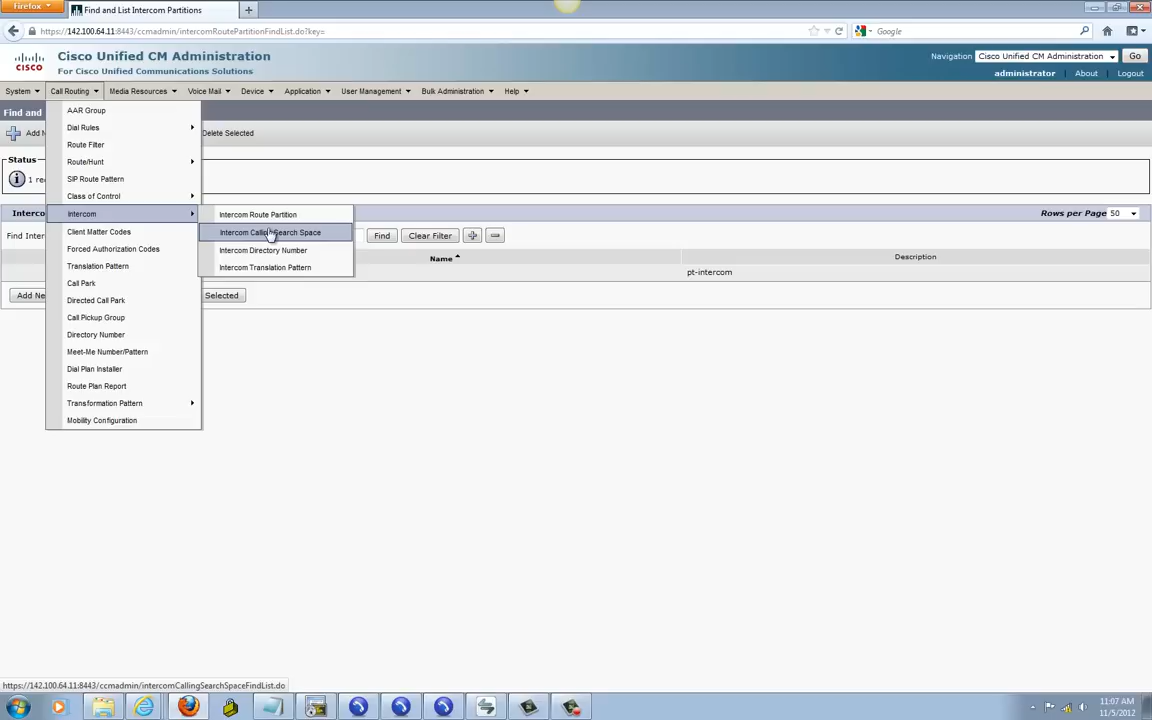 Firefox
Find and List Intercom Partitions
https://142.100.64.11:8443/ccmadmin/intercomRoutePartitionFindList.do?key=
Google
CISCO
Cisco Unified CM Administration
For Cisco Unified Communications Solutions
Navigation Cisco Unified CM Administration Go
administrator About Logout
System Call Routing Media Resources Voice Mail Device Application User Management Bulk Administration Help
Find and
Add N
Delete Selected
Status
1 re
AAR Group
Dial Rules
Route Filter
Route/Hunt
SIP Route Pattern
Class of Control
Intercom
Client Matter Codes
Forced Authorization Codes
Translation Pattern
Call Park
Directed Call Park
Call Pickup Group
Directory Number
Meet-Me Number/Pattern
Dial Plan Installer
Route Plan Report
Transformation Pattern
Mobility Configuration
Intercom Route Partition
Intercom Calling Search Space
Intercom Directory Number
Intercom Translation Pattern
Interco
Rows per Page 50
Find Inter
Find Clear Filter
Name Description
pt-intercom
Add Ne
Selected
https://142.100.64.11:8443/ccmadmin/intercomCallingSearchSpaceFindList.do
11:07 AM
11/5/2012